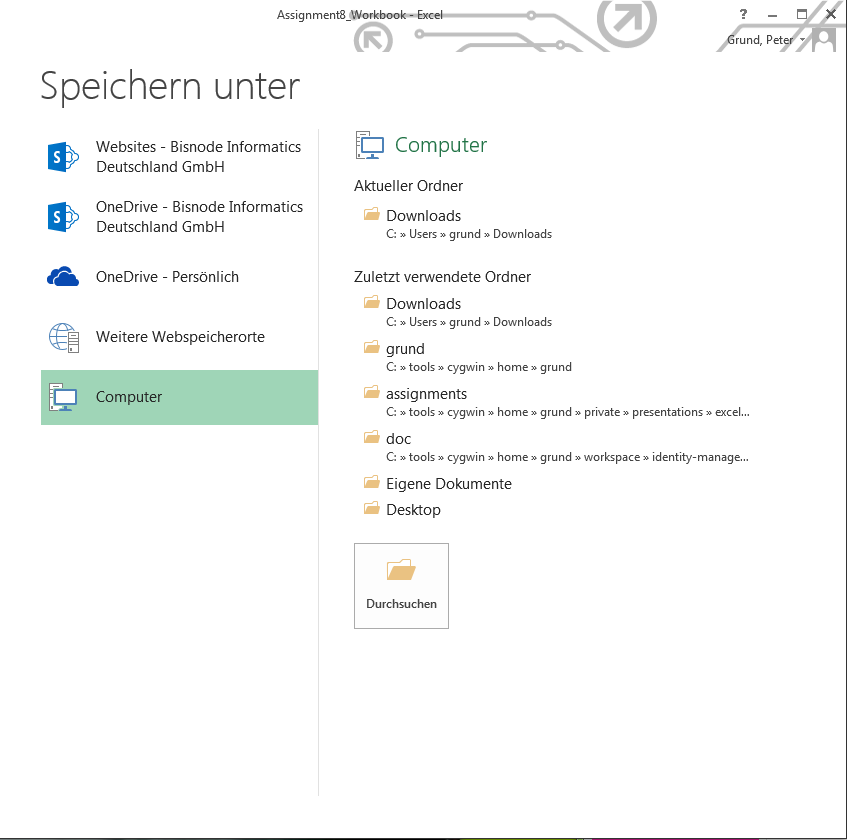 Assignment8_Workbook - Excel
?
Grund, Peter
Speichern unter
Websites - Bisnode Informatics
Deutschland GmbH
OneDrive - Bisnode Informatics
Deutschland GmbH
OneDrive - Persönlich
Weitere Webspeicherorte
Computer
Computer
Aktueller Ordner
Downloads
C: » Users » grund » Downloads
Zuletzt verwendete Ordner
Downloads
C: » Users » grund » Downloads
grund
C: » tools » cygwin » home » grund
assignments
C: » tools » cygwin » home » grund » private » presentations » excel...
doc
C: » tools » cygwin » home » grund » workspace » identity-manage...
Eigene Dokumente
Desktop
Durchsuchen